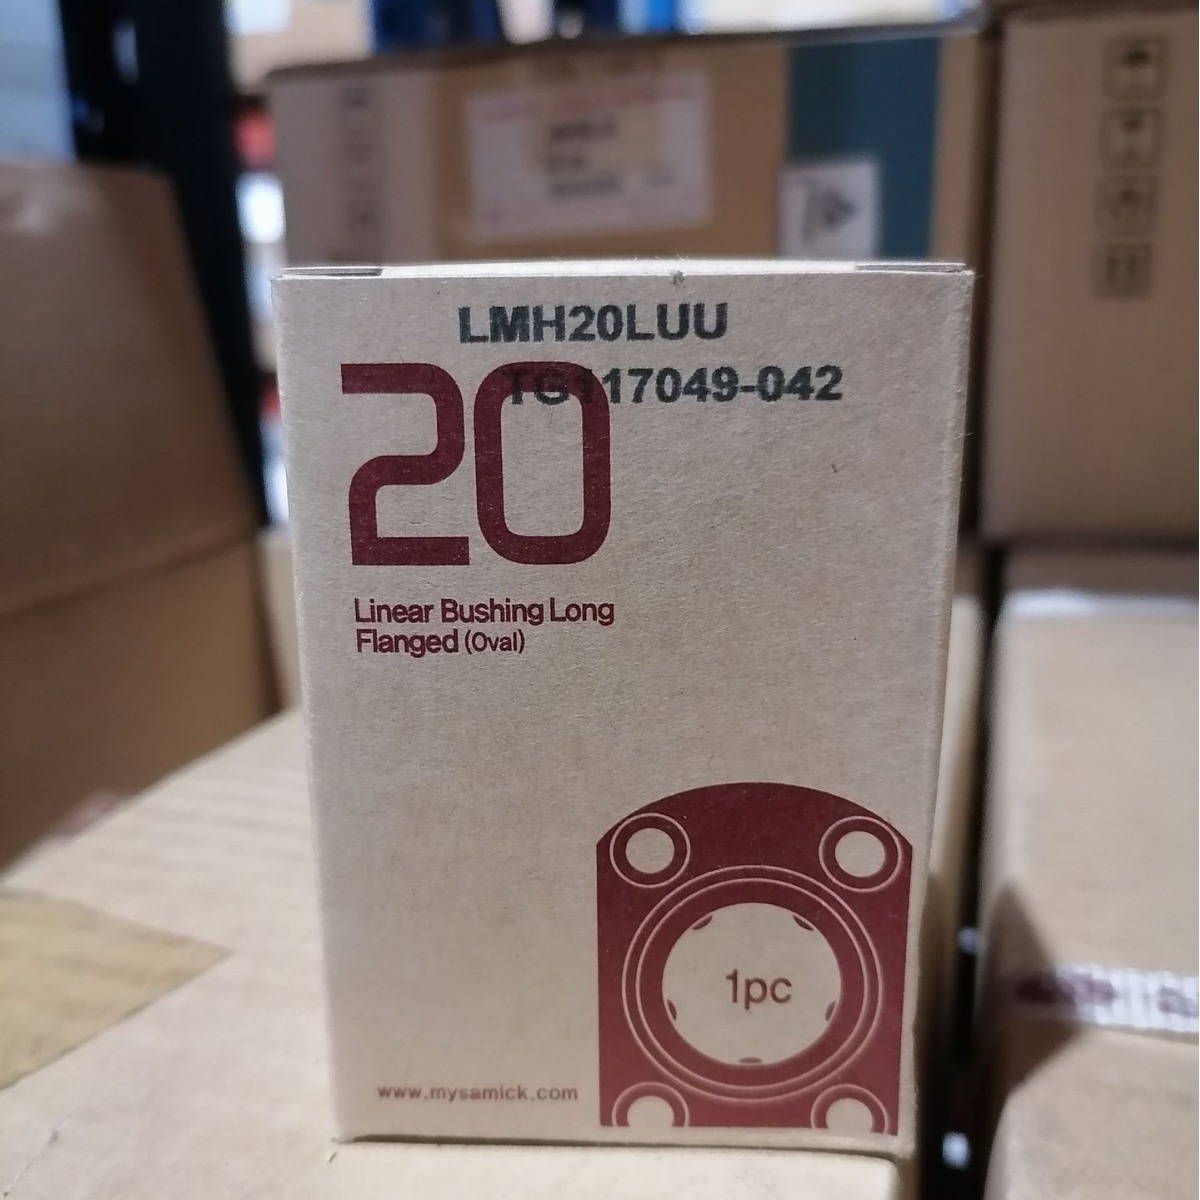 LMH20LUU
TG117049-042
20
Linear Bushing Long
Flanged (Oval)
1pc
www.mysamick.com